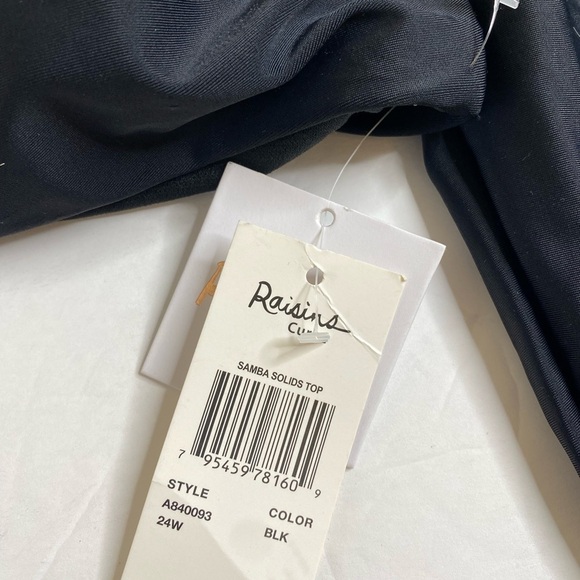 Raisins
SAMBA SOLIDS TOP
7 95459 78160 9
STYLE
A840093
24W
COLOR
BLK